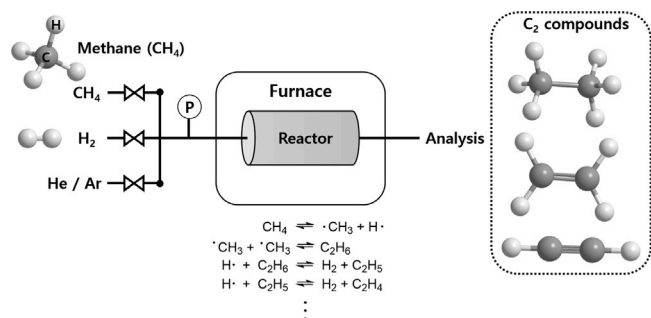 H
C
Methane (CH₄)
CH₄
H₂
He / Ar
P
Furnace
Reactor
Analysis
C₂ compounds
CH₄ ⇌ ·CH₃ + H·
·CH₃ + ·CH₃ ⇌ C₂H₆
H· + C₂H₆ ⇌ H₂ + C₂H₅
H· + C₂H₅ ⇌ H₂ + C₂H₄
⋮